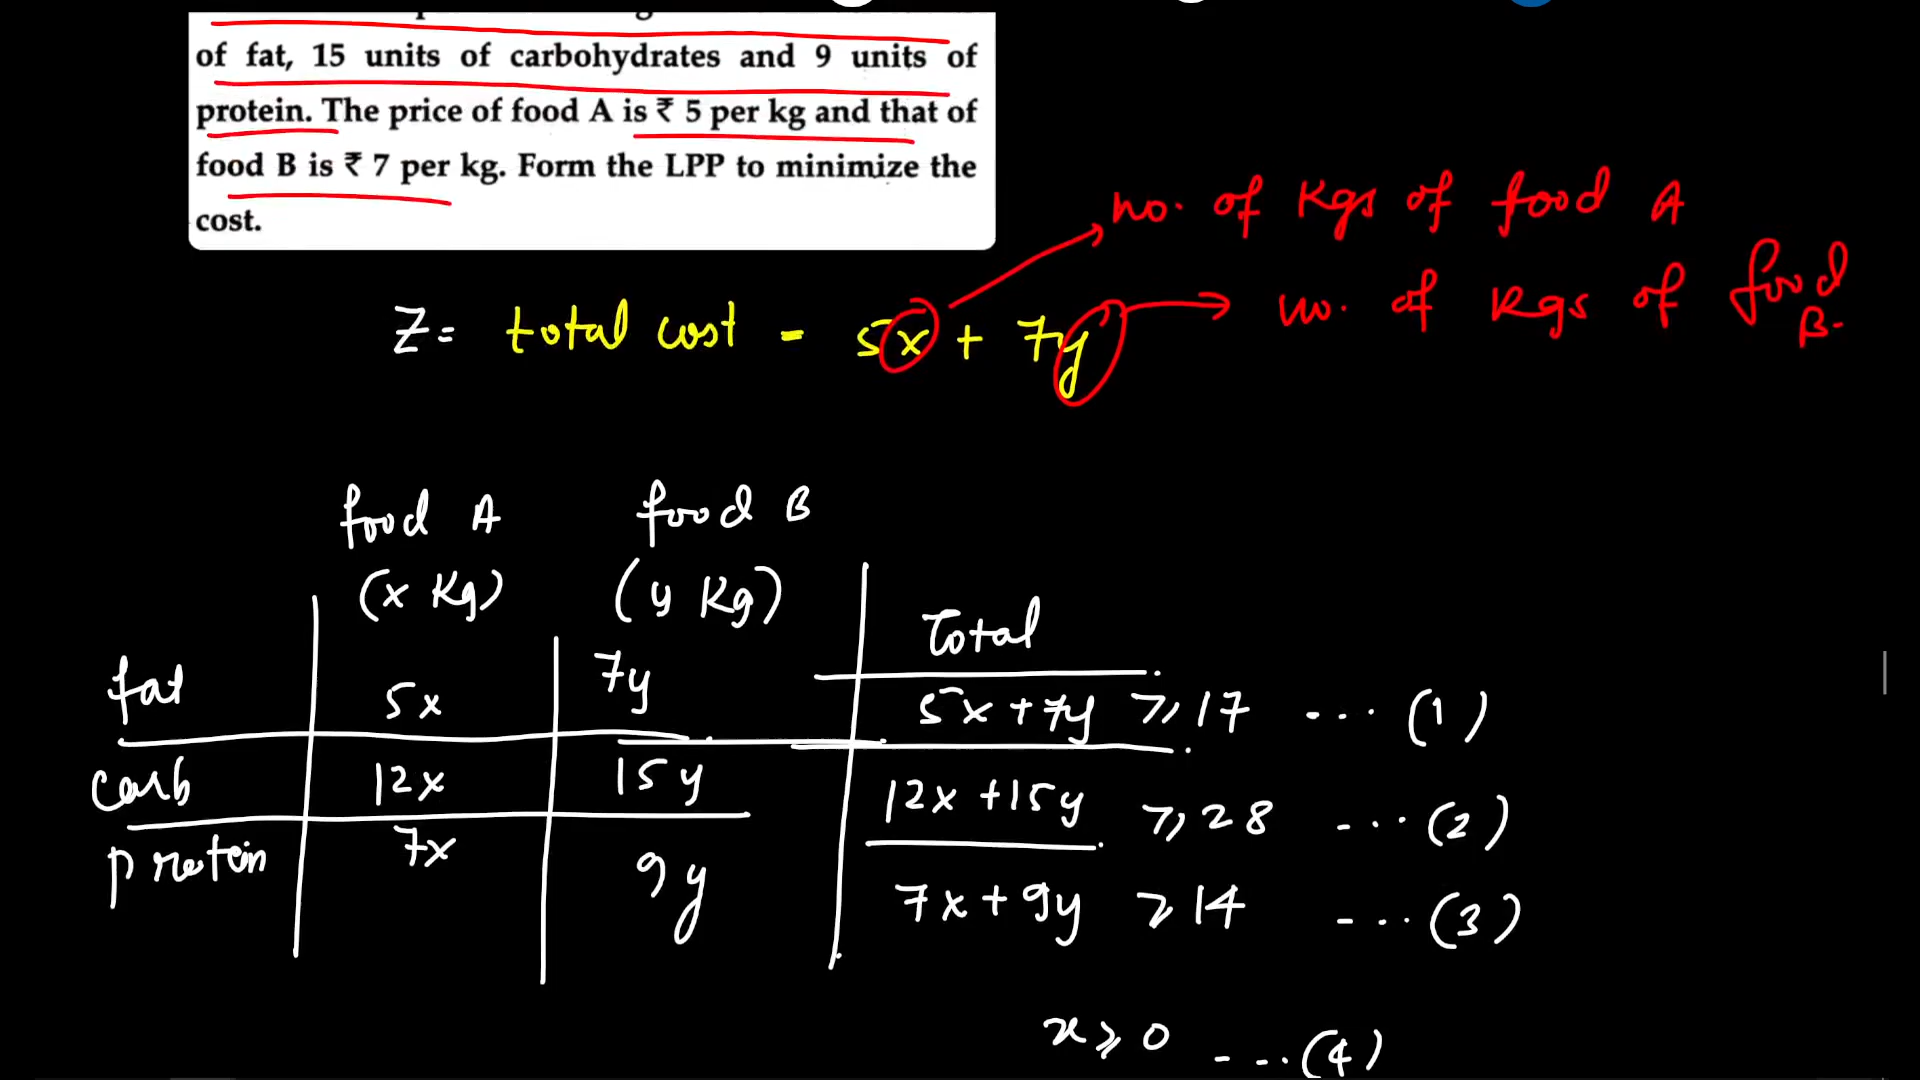 of fat, 15 units of carbohydrates and 9 units of
protein. The price of food A is ₹ 5 per kg and that of
food B is ₹ 7 per kg. Form the LPP to minimize the
cost.
no. of Kgs of food A
no. of Kgs of food B.
Z = total cost = 5x + 7y
food A food B
(x Kg) (y Kg) Total
fat 5x 7y 5x + 7y ≥ 17 ... (1)
carb 12x 15y 12x + 15y ≥ 28 ... (2)
protein 7x 9y 7x + 9y ≥ 14 ... (3)
x ≥ 0 ... (4)